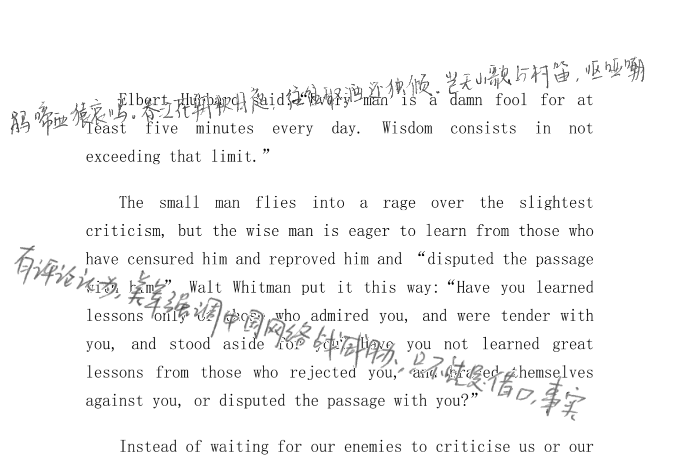 鹃啼血猿哀鸣。春江花朝秋月夜,往往取酒还独倾。岂无山歌与村笛,呕哑嘲
Elbert Hubbard said:“Every man is a damn fool for at
least five minutes every day. Wisdom consists in not
exceeding that limit.”
The small man flies into a rage over the slightest
criticism, but the wise man is eager to learn from those who
have censured him and reproved him and “disputed the passage
有评论认为,美军强调中国网络战威胁,只不过是借口,事实
with him”. Walt Whitman put it this way:“Have you learned
lessons only of those who admired you, and were tender with
you, and stood aside for you? Have you not learned great
lessons from those who rejected you, and braced themselves
against you, or disputed the passage with you?”
Instead of waiting for our enemies to criticise us or our